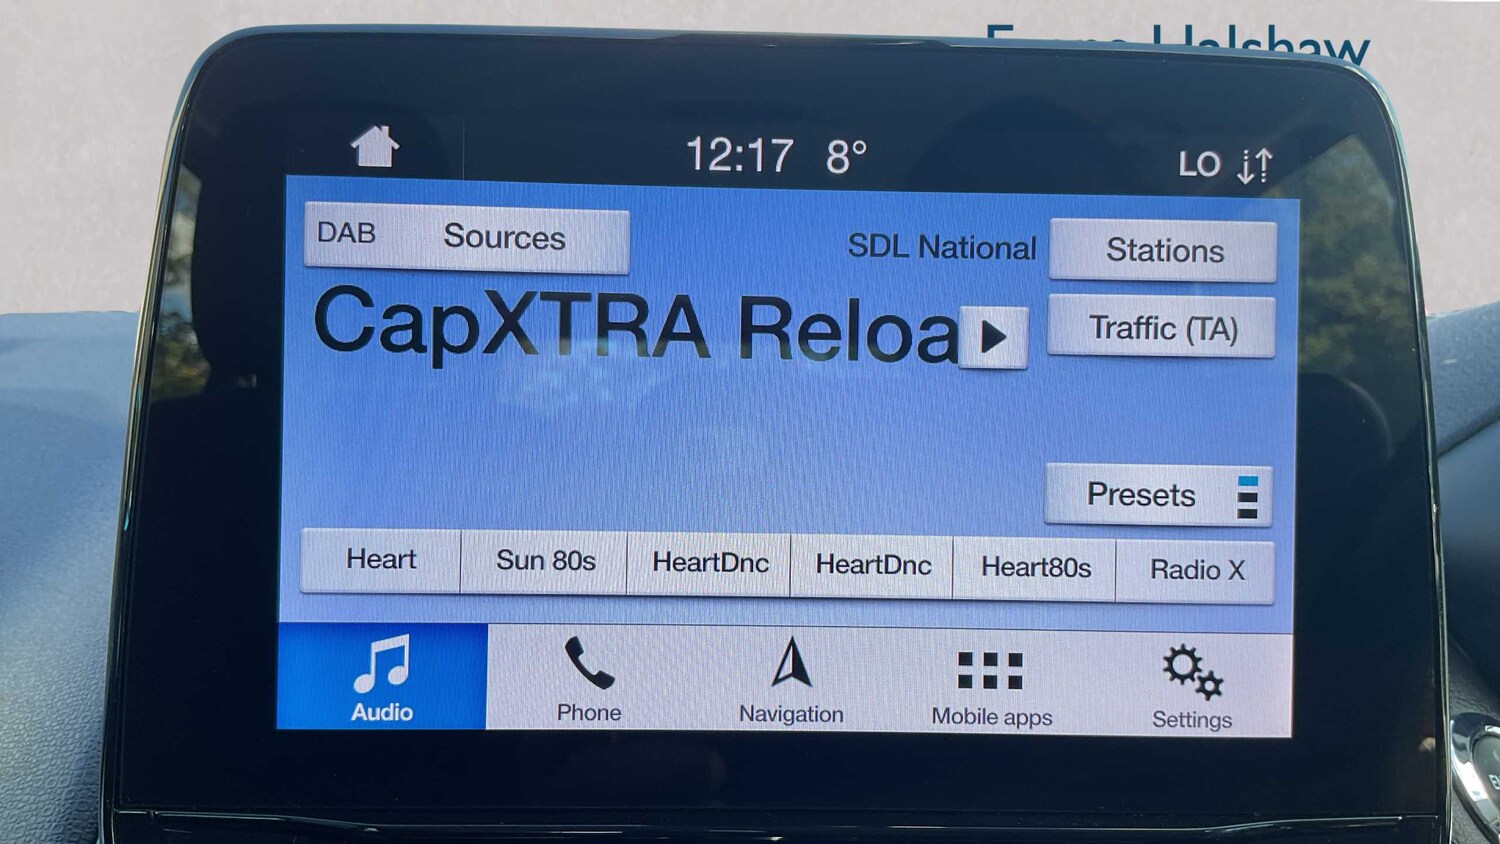 Halshaw
12:17 8°
LO
DAB Sources
SDL National
Stations
CapXTRA Reloa
Traffic (TA)
Presets
Heart
Sun 80s
HeartDnc
HeartDnc
Heart80s
Radio X
Audio
Phone
Navigation
Mobile apps
Settings